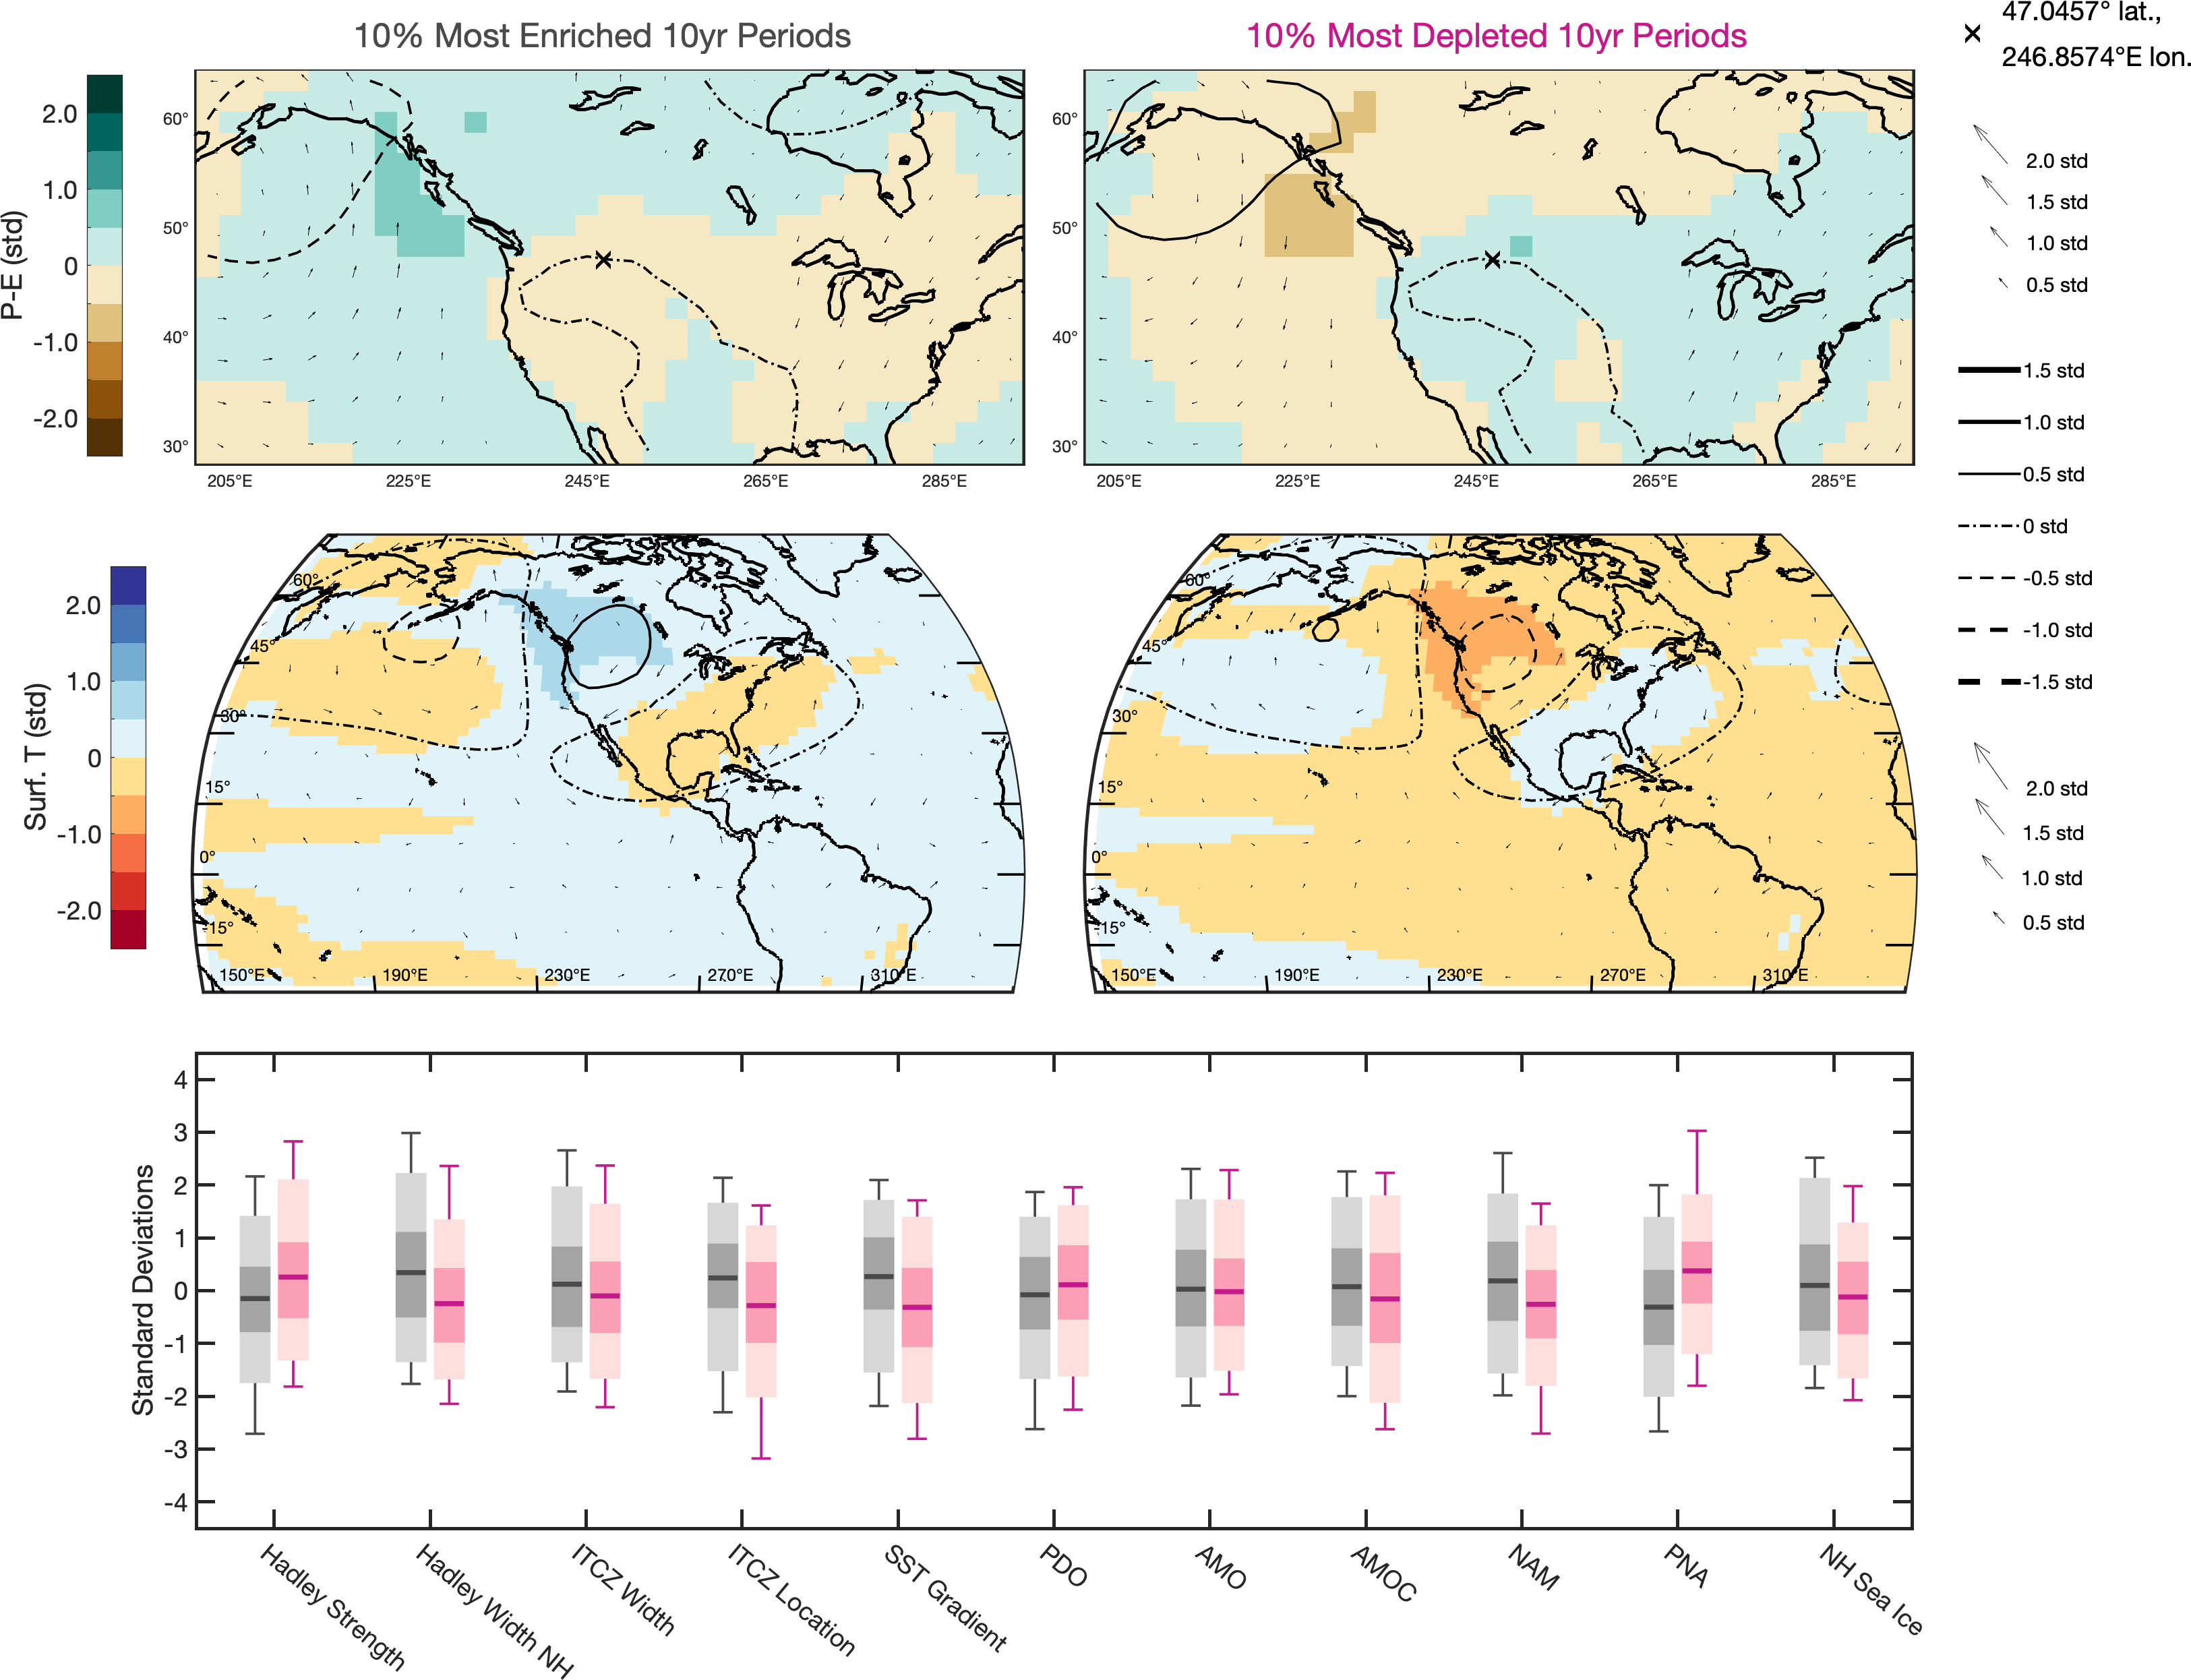 10% Most Enriched 10yr Periods
10% Most Depleted 10yr Periods
47.0457° lat.,
246.8574°E lon.
P-E (std)
2.0
1.0
0
-1.0
-2.0
60°
50°
40°
30°
205°E
225°E
245°E
265°E
285°E
60°
50°
40°
30°
205°E
225°E
245°E
265°E
285°E
2.0 std
1.5 std
1.0 std
0.5 std
1.5 std
1.0 std
0.5 std
0 std
-0.5 std
-1.0 std
-1.5 std
Surf. T (std)
2.0
1.0
0
-1.0
-2.0
60°
45°
30°
15°
0°
-15°
150°E
190°E
230°E
270°E
310°E
60°
45°
30°
15°
0°
-15°
150°E
190°E
230°E
270°E
310°E
2.0 std
1.5 std
1.0 std
0.5 std
Standard Deviations
4
3
2
1
0
-1
-2
-3
-4
Hadley Strength
Hadley Width NH
ITCZ Width
ITCZ Location
SST Gradient
PDO
AMO
AMOC
NAM
PNA
NH Sea Ice